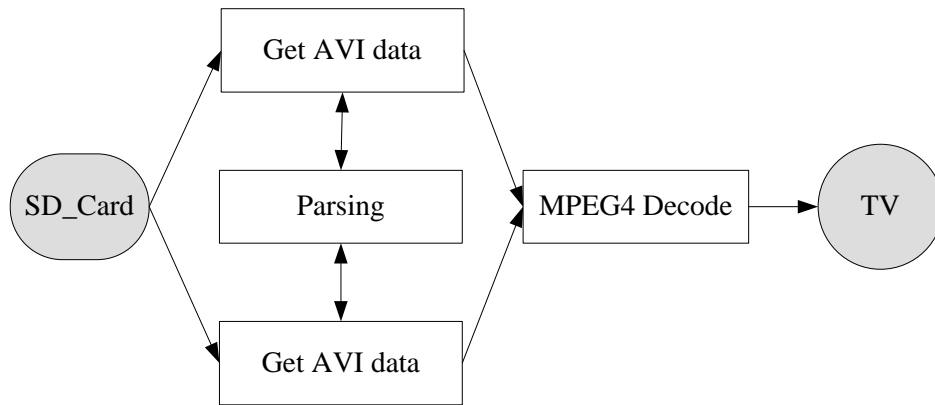 Get AVI data
SD_Card
Parsing
MPEG4 Decode
TV
Get AVI data